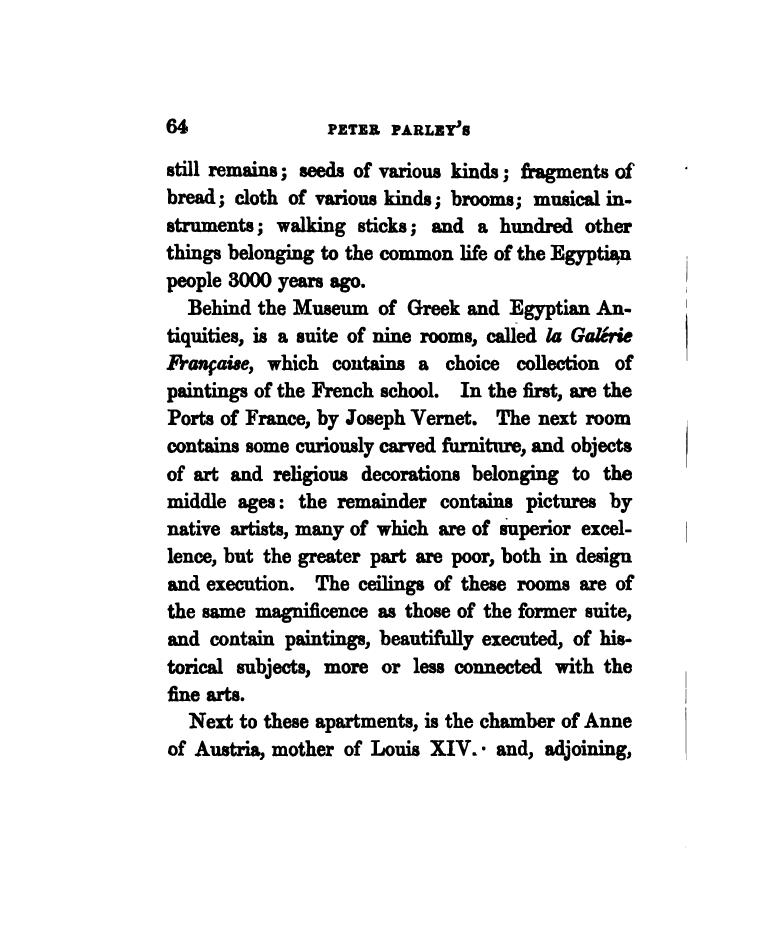 64 PETER PARLEY'S
still remains; seeds of various kinds; fragments of
bread; cloth of various kinds; brooms; musical in-
struments; walking sticks; and a hundred other
things belonging to the common life of the Egyptian
people 3000 years ago.
Behind the Museum of Greek and Egyptian An-
tiquities, is a suite of nine rooms, called la Galérie
Française, which contains a choice collection of
paintings of the French school. In the first, are the
Ports of France, by Joseph Vernet. The next room
contains some curiously carved furniture, and objects
of art and religious decorations belonging to the
middle ages: the remainder contains pictures by
native artists, many of which are of superior excel-
lence, but the greater part are poor, both in design
and execution. The ceilings of these rooms are of
the same magnificence as those of the former suite,
and contain paintings, beautifully executed, of his-
torical subjects, more or less connected with the
fine arts.
Next to these apartments, is the chamber of Anne
of Austria, mother of Louis XIV.· and, adjoining,